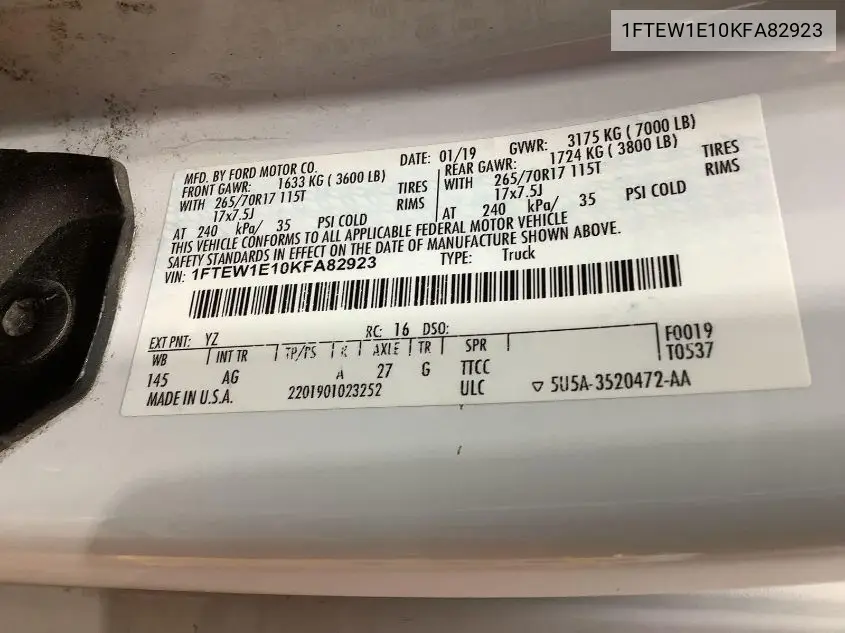 1FTEW1E10KFA82923
MFD. BY FORD MOTOR CO. DATE: 01/19 GVWR: 3175 KG ( 7000 LB)
FRONT GAWR: 1633 KG ( 3600 LB) REAR GAWR: 1724 KG ( 3800 LB)
WITH 265/70R17 115T TIRES WITH 265/70R17 115T TIRES
17x7.5J RIMS 17x7.5J RIMS
AT 240 kPa/ 35 PSI COLD AT 240 kPa/ 35 PSI COLD
THIS VEHICLE CONFORMS TO ALL APPLICABLE FEDERAL MOTOR VEHICLE
SAFETY STANDARDS IN EFFECT ON THE DATE OF MANUFACTURE SHOWN ABOVE.
VIN: 1FTEW1E10KFA82923 TYPE: Truck
EXT PNT: YZ RC: 16 DSO: F0019
WB INT TR TP/PS R AXLE TR SPR T0537
145 AG A 27 G TTCC
MADE IN U.S.A. 2201901023252 ULC ▽ 5U5A-3520472-AA